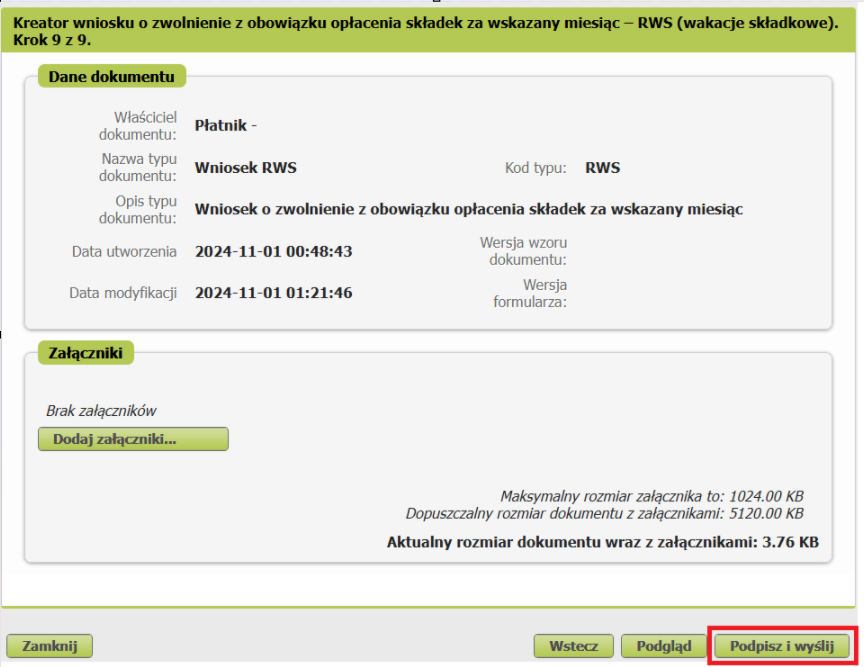 Kreator wniosku o zwolnienie z obowiązku opłacenia składek za wskazany miesiąc – RWS (wakacje składkowe).
Krok 9 z 9.
Dane dokumentu
Właściciel
dokumentu:
Płatnik -
Nazwa typu
dokumentu:
Wniosek RWS
Kod typu:
RWS
Opis typu
dokumentu:
Wniosek o zwolnienie z obowiązku opłacenia składek za wskazany miesiąc
Data utworzenia
2024-11-01 00:48:43
Wersja wzoru
dokumentu:
Data modyfikacji
2024-11-01 01:21:46
Wersja
formularza:
Załączniki
Brak załączników
Dodaj załączniki...
Maksymalny rozmiar załącznika to: 1024.00 KB
Dopuszczalny rozmiar dokumentu z załącznikami: 5120.00 KB
Aktualny rozmiar dokumentu wraz z załącznikami: 3.76 KB
Zamknij
Wstecz
Podgląd
Podpisz i wyślij